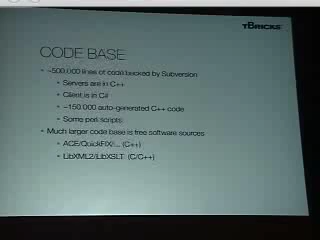 TBRICKS
CODE BASE
• ~500.000 lines of code backed by Subversion
• Servers are in C++
• Client is in C#
• ~150.000 auto-generated C++ code
• Some perl scripts
• Much larger code base is free software sources
• ACE/QuickFIX/... (C++)
• LibXML2/LibXSLT (C/C++)